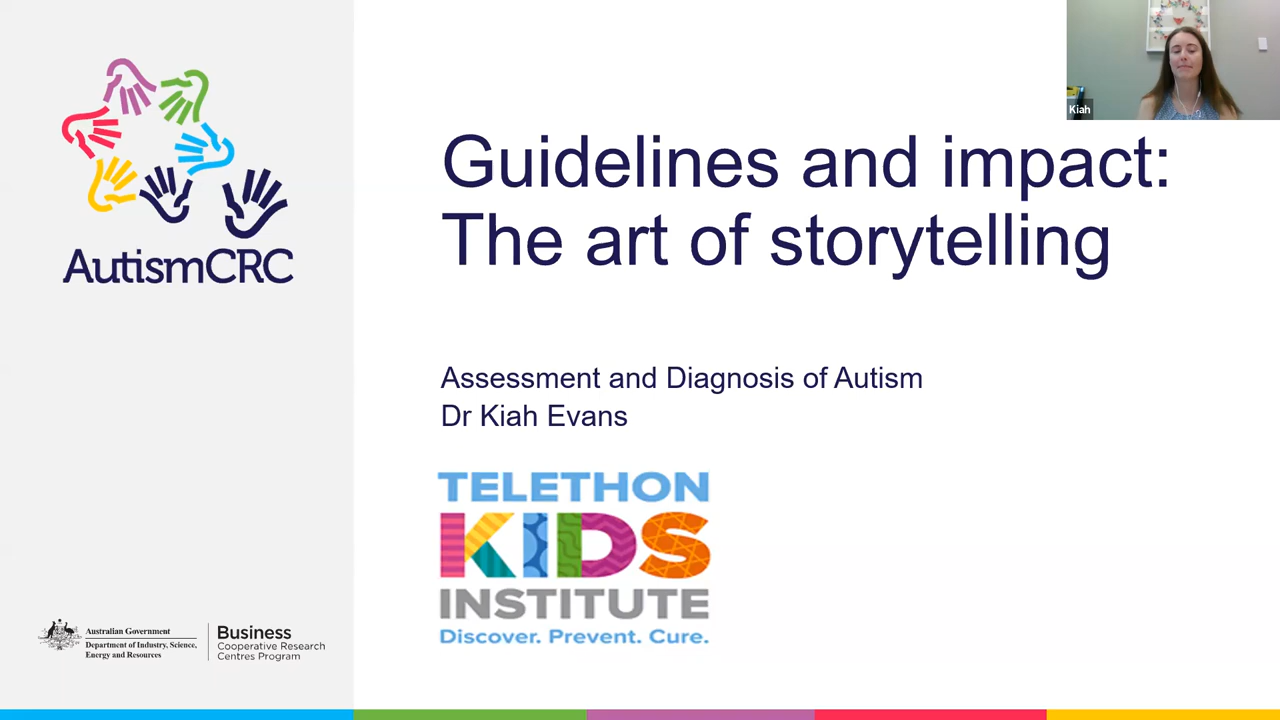 Kiah
Guidelines and impact:
The art of storytelling
AutismCRC
Assessment and Diagnosis of Autism
Dr Kiah Evans
TELETHON
KIDS
INSTITUTE
Discover. Prevent. Cure.
Australian Government
Department of Industry, Science,
Energy and Resources
Business
Cooperative Research
Centres Program